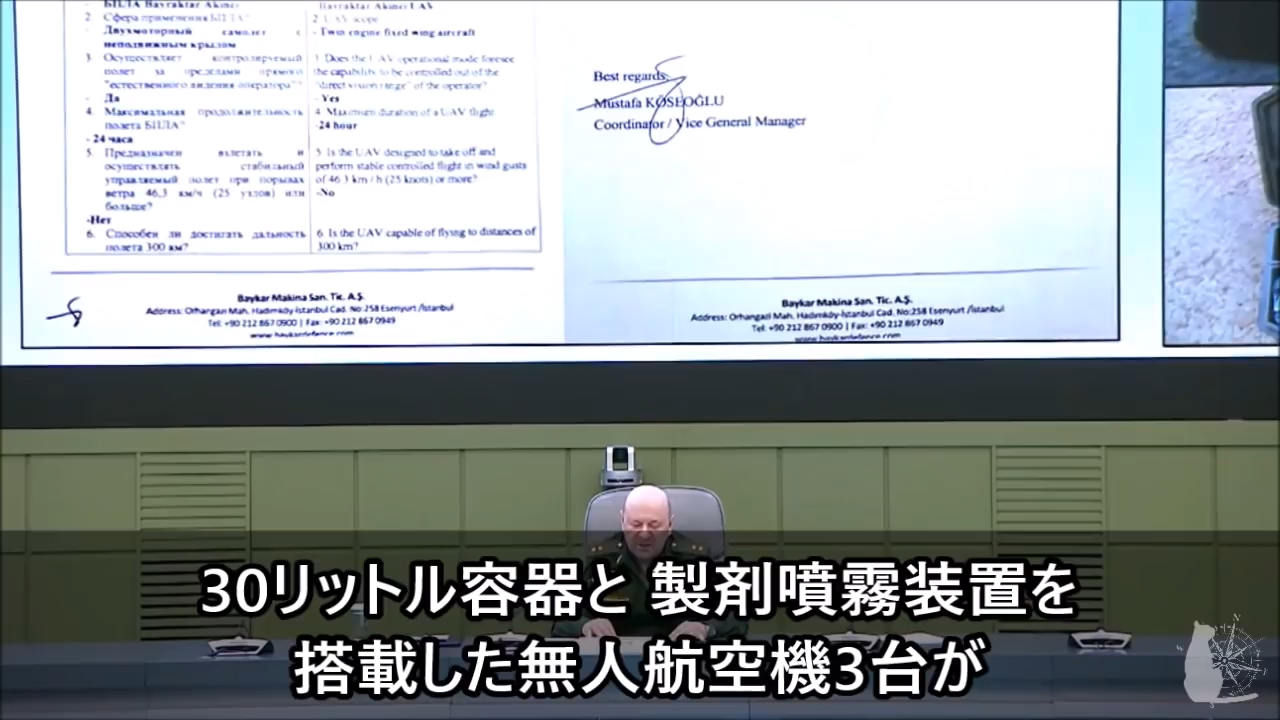 БПЛА Bayraktar Akıncı
2. Сфера применения БПЛА?
- Двухмоторный самолет с
неподвижным крылом
3. Осуществляет контролируемый
полет за пределами прямого
"естественного видения оператора"?
- Да
4. Максимальная продолжительность
полета БПЛА?
- 24 часа
5. Предназначен взлетать и
осуществлять стабильный
управляемый полет при порывах
ветра 46,3 км/ч (25 узлов) или
больше?
-Нет
6. Способен ли достигать дальность
полета 300 км?
Bayraktar Akıncı UAV
2. UAV scope
- Twin engine fixed wing aircraft
3. Does the UAV operational mode foresee
the capability to be controlled out of the
"direct vision range" of the operator?
- Yes
4. Maximum duration of a UAV flight
-24 hour
5. Is the UAV designed to take off and
perform stable controlled flight in wind gusts
of 46.3 km / h (25 knots) or more?
-No
6. Is the UAV capable of flying to distances of
300 km?
Baykar Makina San. Tic. A.Ş.
Address: Orhangazi Mah. Hadımköy-İstanbul Cad. No:258 Esenyurt /İstanbul
Tel: +90 212 867 0900 | Fax: +90 212 867 0949
www.baykardefence.com
Best regards,
Mustafa KÖSEOĞLU
Coordinator / Vice General Manager
Baykar Makina San. Tic. A.Ş.
Address: Orhangazi Mah. Hadımköy-İstanbul Cad. No:258 Esenyurt /İstanbul
Tel: +90 212 867 0900 | Fax: +90 212 867 0949
www.baykardefence.com
30リットル容器と 製剤噴霧装置を
搭載した無人航空機3台が